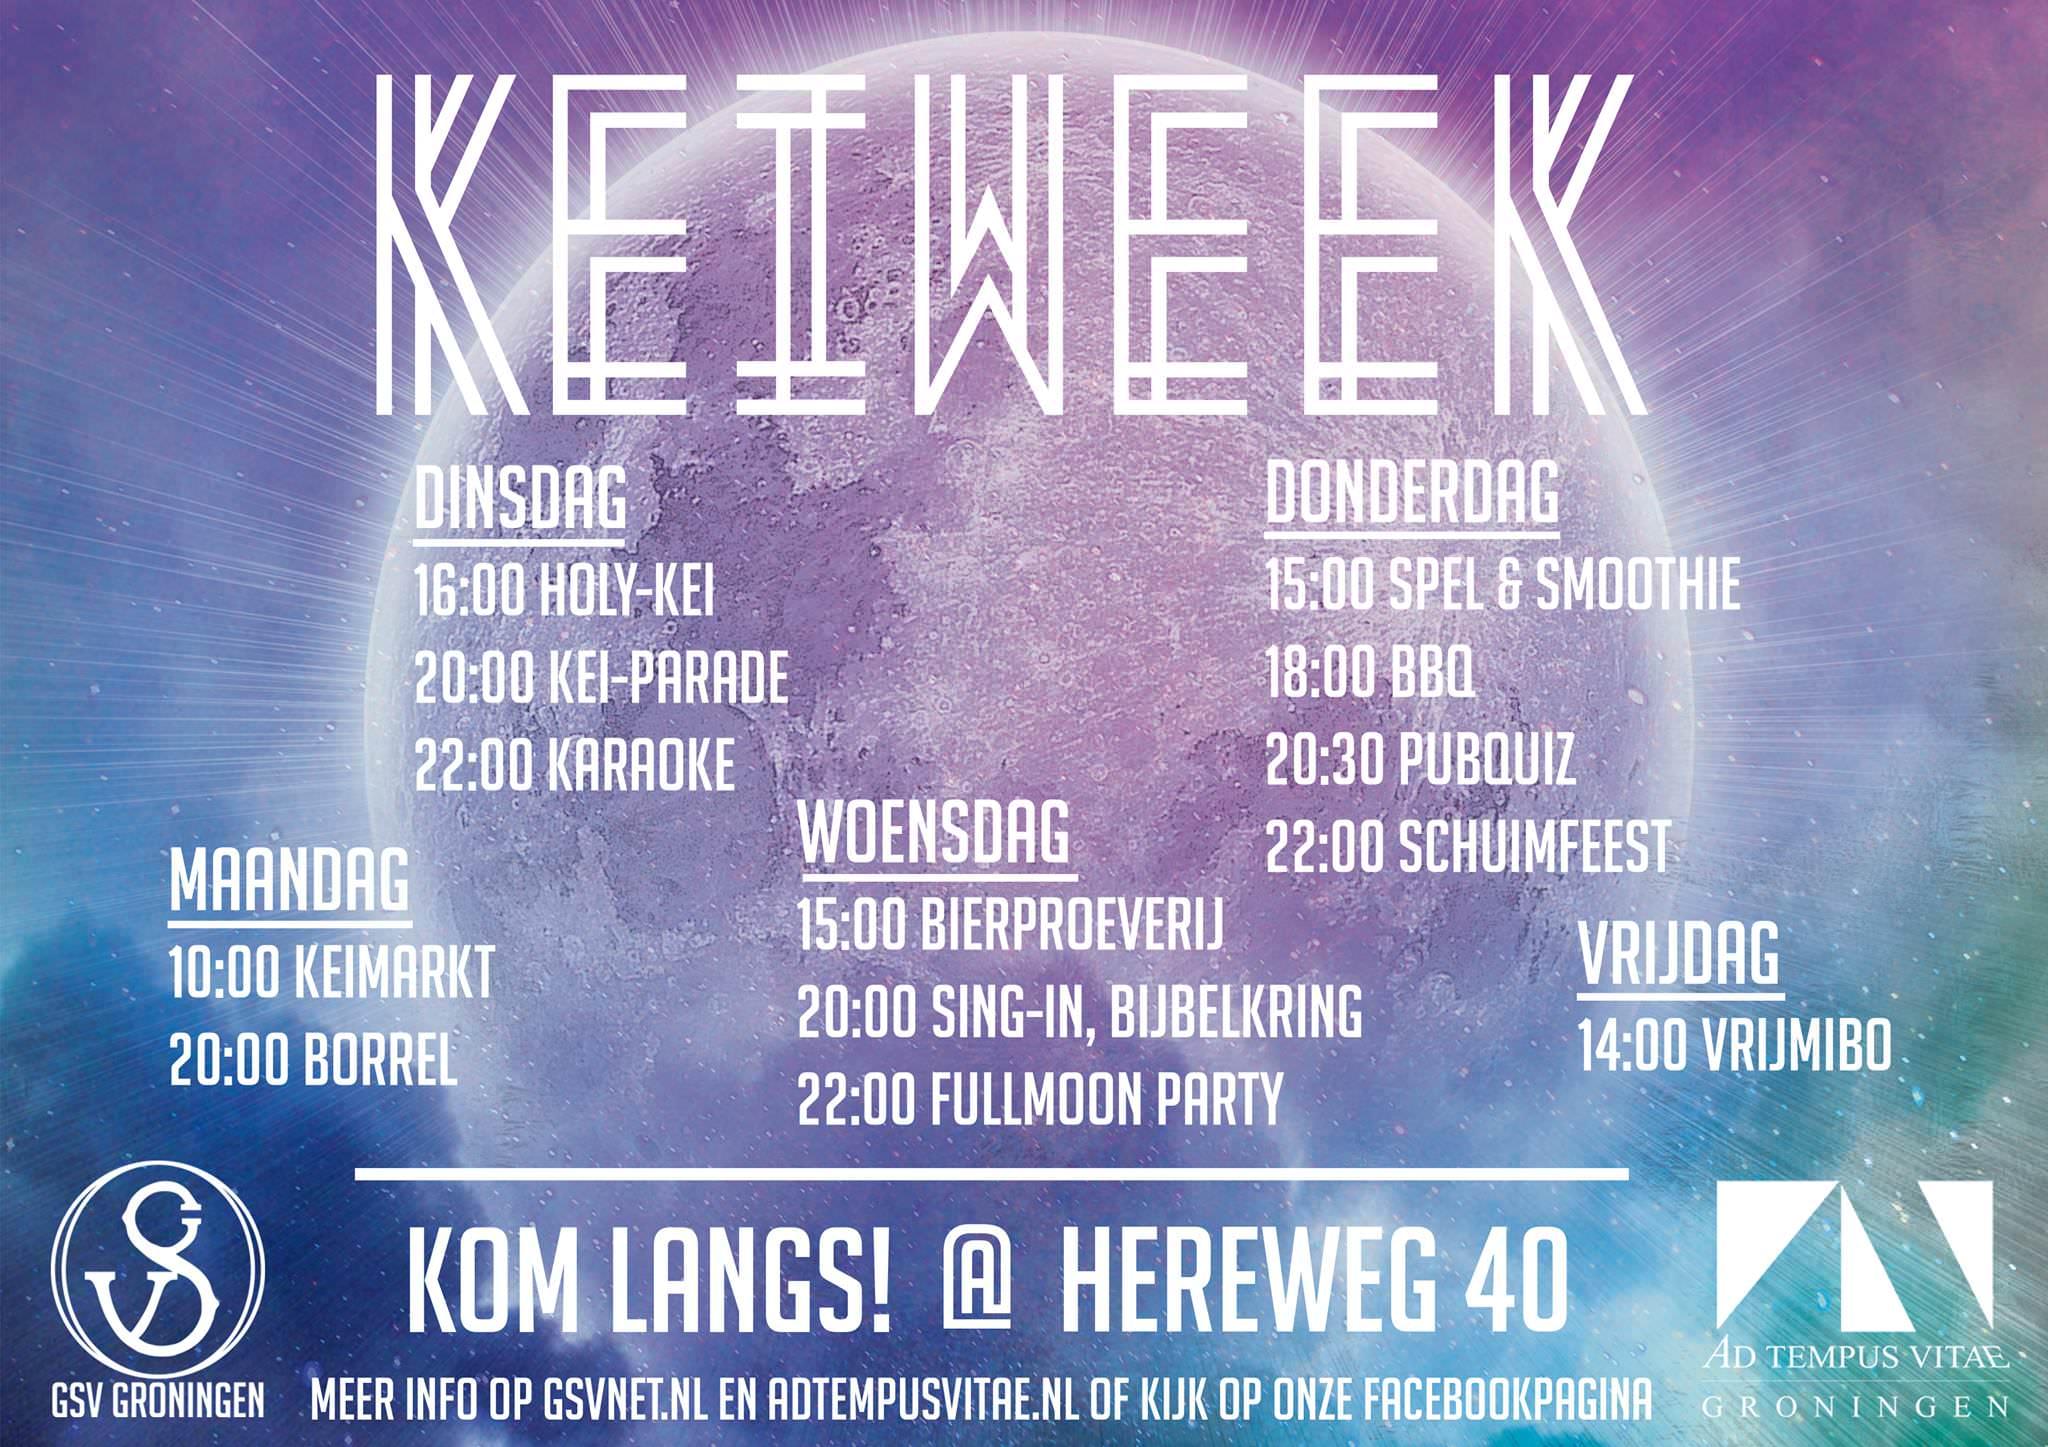 KEIWEEK
MAANDAG
10:00 KEIMARKT
20:00 BORREL
DINSDAG
16:00 HOLY-KEI
20:00 KEI-PARADE
22:00 KARAOKE
WOENSDAG
15:00 BIERPROEVERIJ
20:00 SING-IN, BIJBELKRING
22:00 FULLMOON PARTY
DONDERDAG
15:00 SPEL & SMOOTHIE
18:00 BBQ
20:30 PUBQUIZ
22:00 SCHUIMFEEST
VRIJDAG
14:00 VRIJMIBO
KOM LANGS! @ HEREWEG 40
MEER INFO OP GSVNET.NL EN ADTEMPUSVITAE.NL OF KIJK OP ONZE FACEBOOKPAGINA
GSV
GSV GRONINGEN
AD TEMPUS VITAE
GRONINGEN